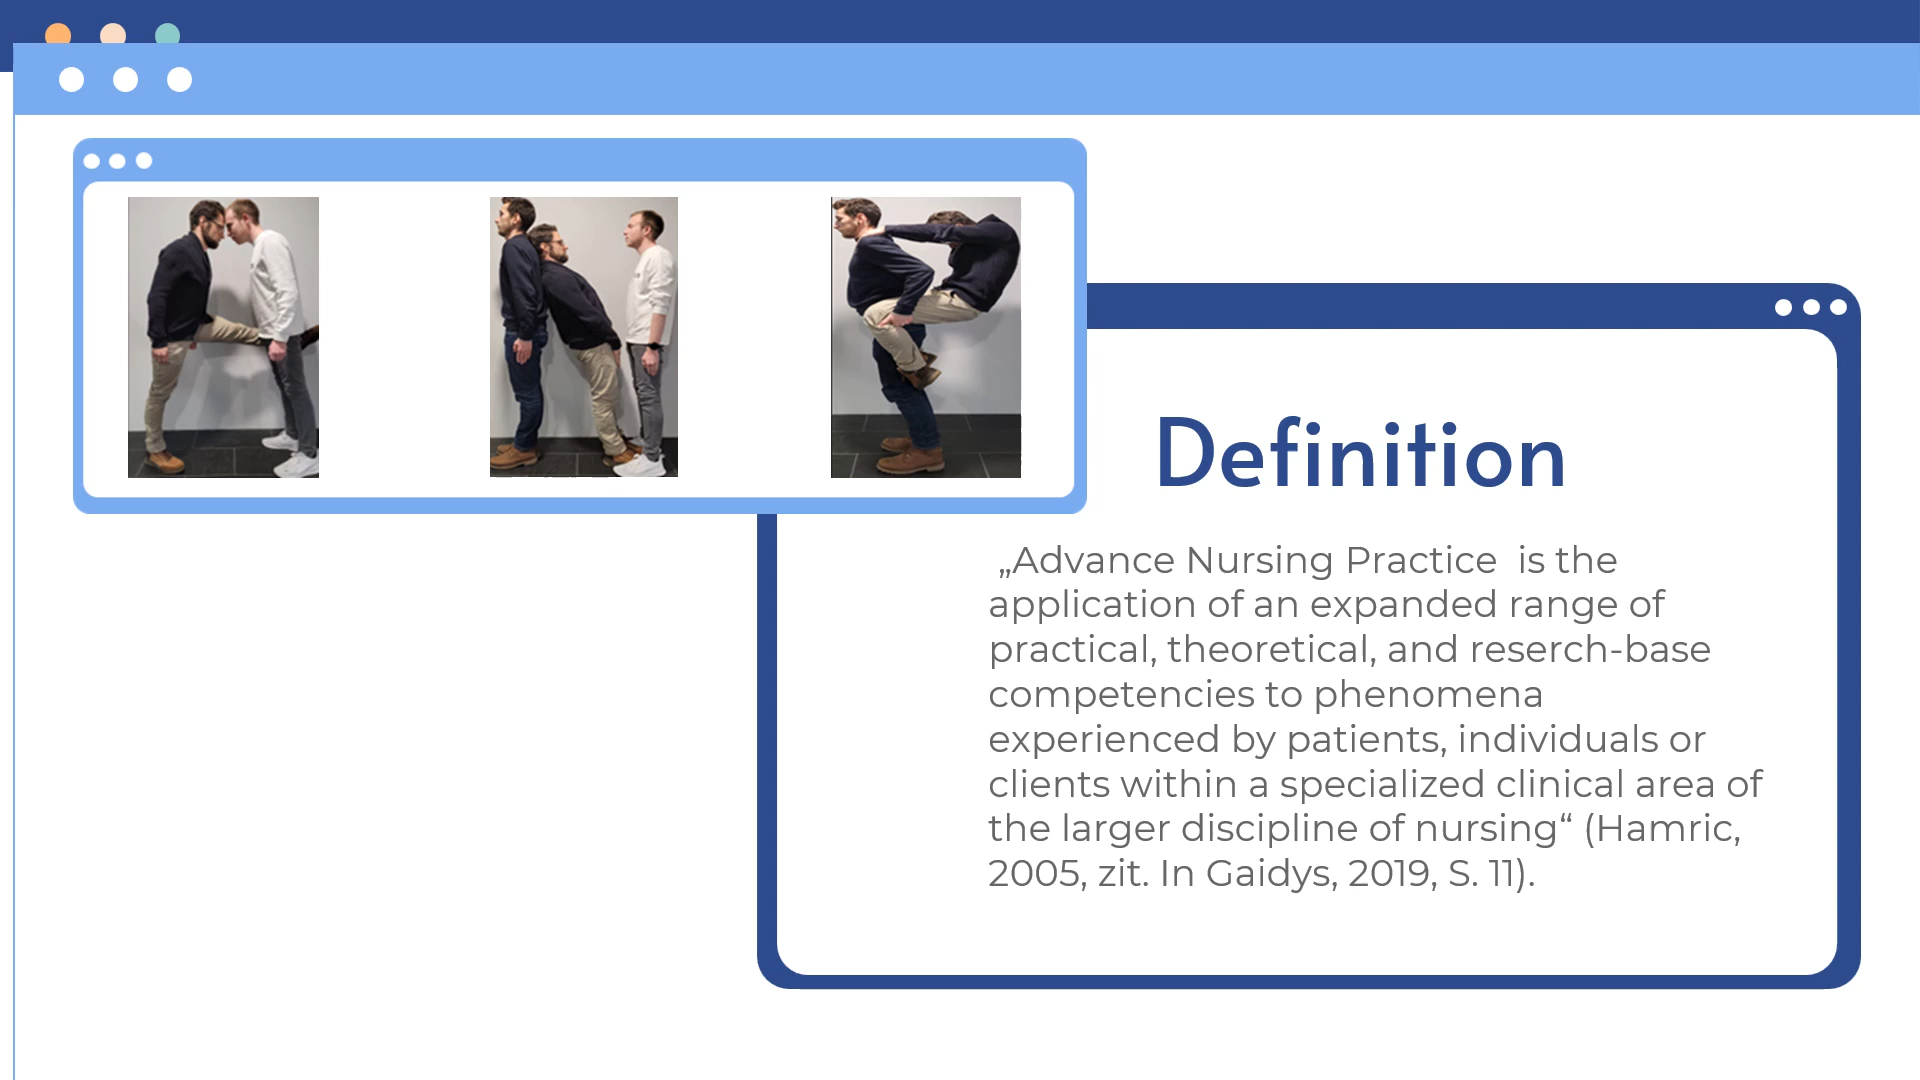 Definition
„Advance Nursing Practice  is the
application of an expanded range of
practical, theoretical, and reserch-base
competencies to phenomena
experienced by patients, individuals or
clients within a specialized clinical area of
the larger discipline of nursing“ (Hamric,
2005, zit. In Gaidys, 2019, S. 11).